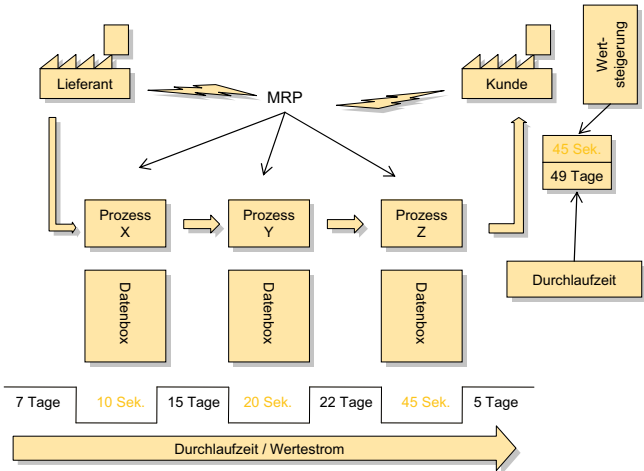 Lieferant
MRP
Kunde
Wert-
steigerung
45 Sek.
49 Tage
Prozess
X
Prozess
Y
Prozess
Z
Durchlaufzeit
Datenbox
Datenbox
Datenbox
7 Tage
10 Sek.
15 Tage
20 Sek.
22 Tage
45 Sek.
5 Tage
Durchlaufzeit / Wertestrom